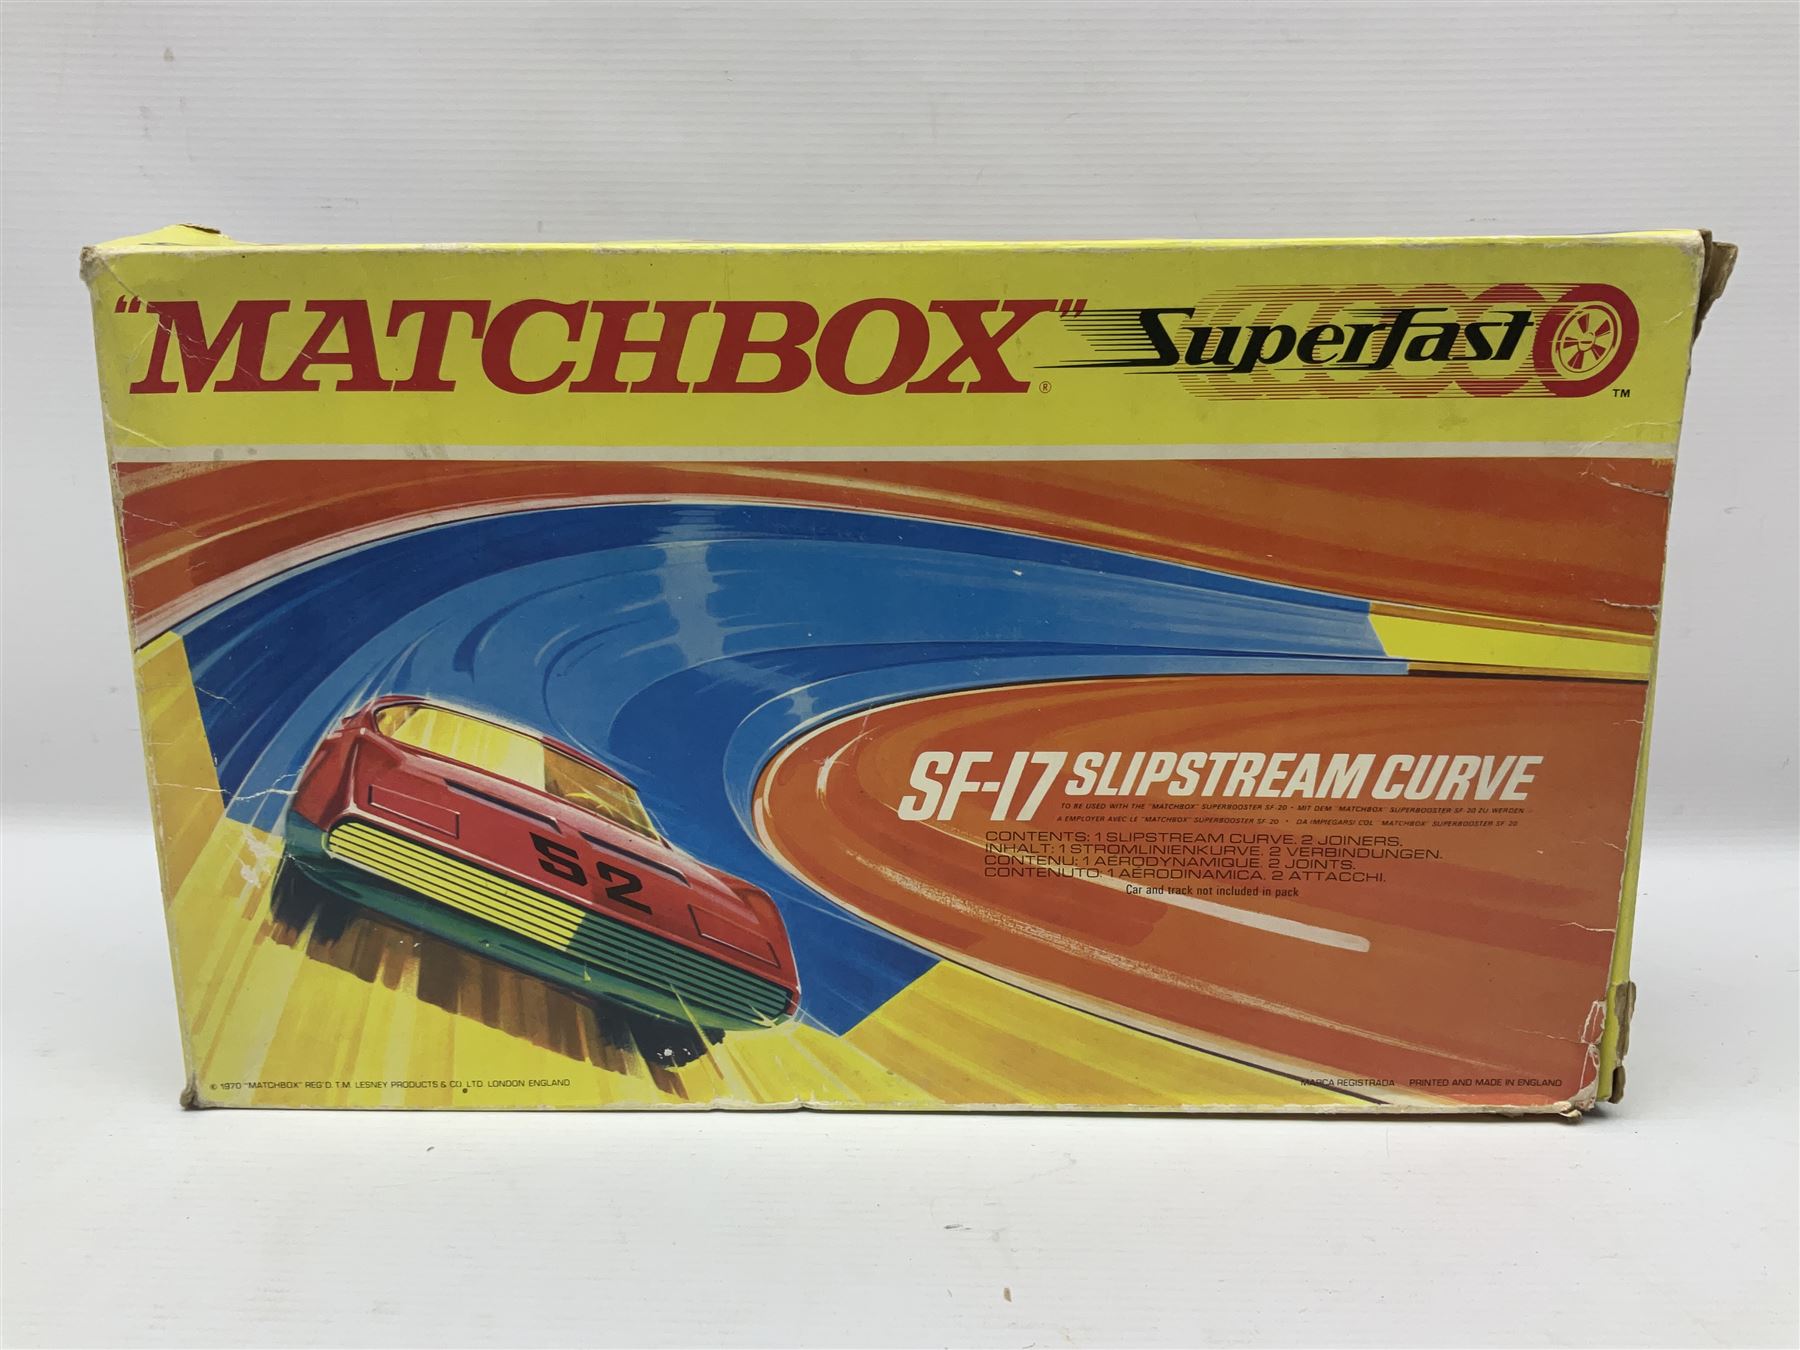 "MATCHBOX"® Superfast ™
SF-17 SLIPSTREAM CURVE
TO BE USED WITH THE "MATCHBOX" SUPERBOOSTER SF-20 • MIT DEM "MATCHBOX" SUPERBOOSTER SF-20 ZU WERDEN
A EMPLOYER AVEC LE "MATCHBOX" SUPERBOOSTER SF-20 • DA IMPIEGARSI COL "MATCHBOX" SUPERBOOSTER SF-20
CONTENTS: 1 SLIPSTREAM CURVE. 2 JOINERS.
INHALT: 1 STROMLINIENKURVE. 2 VERBINDUNGEN.
CONTENU: 1 AÉRODYNAMIQUE. 2 JOINTS.
CONTENUTO: 1 AERODINAMICA. 2 ATTACCHI.
Car and track not included in pack
52
© 1970 "MATCHBOX" REG'D. T.M. LESNEY PRODUCTS & CO. LTD. LONDON ENGLAND
MARCA REGISTRADA PRINTED AND MADE IN ENGLAND